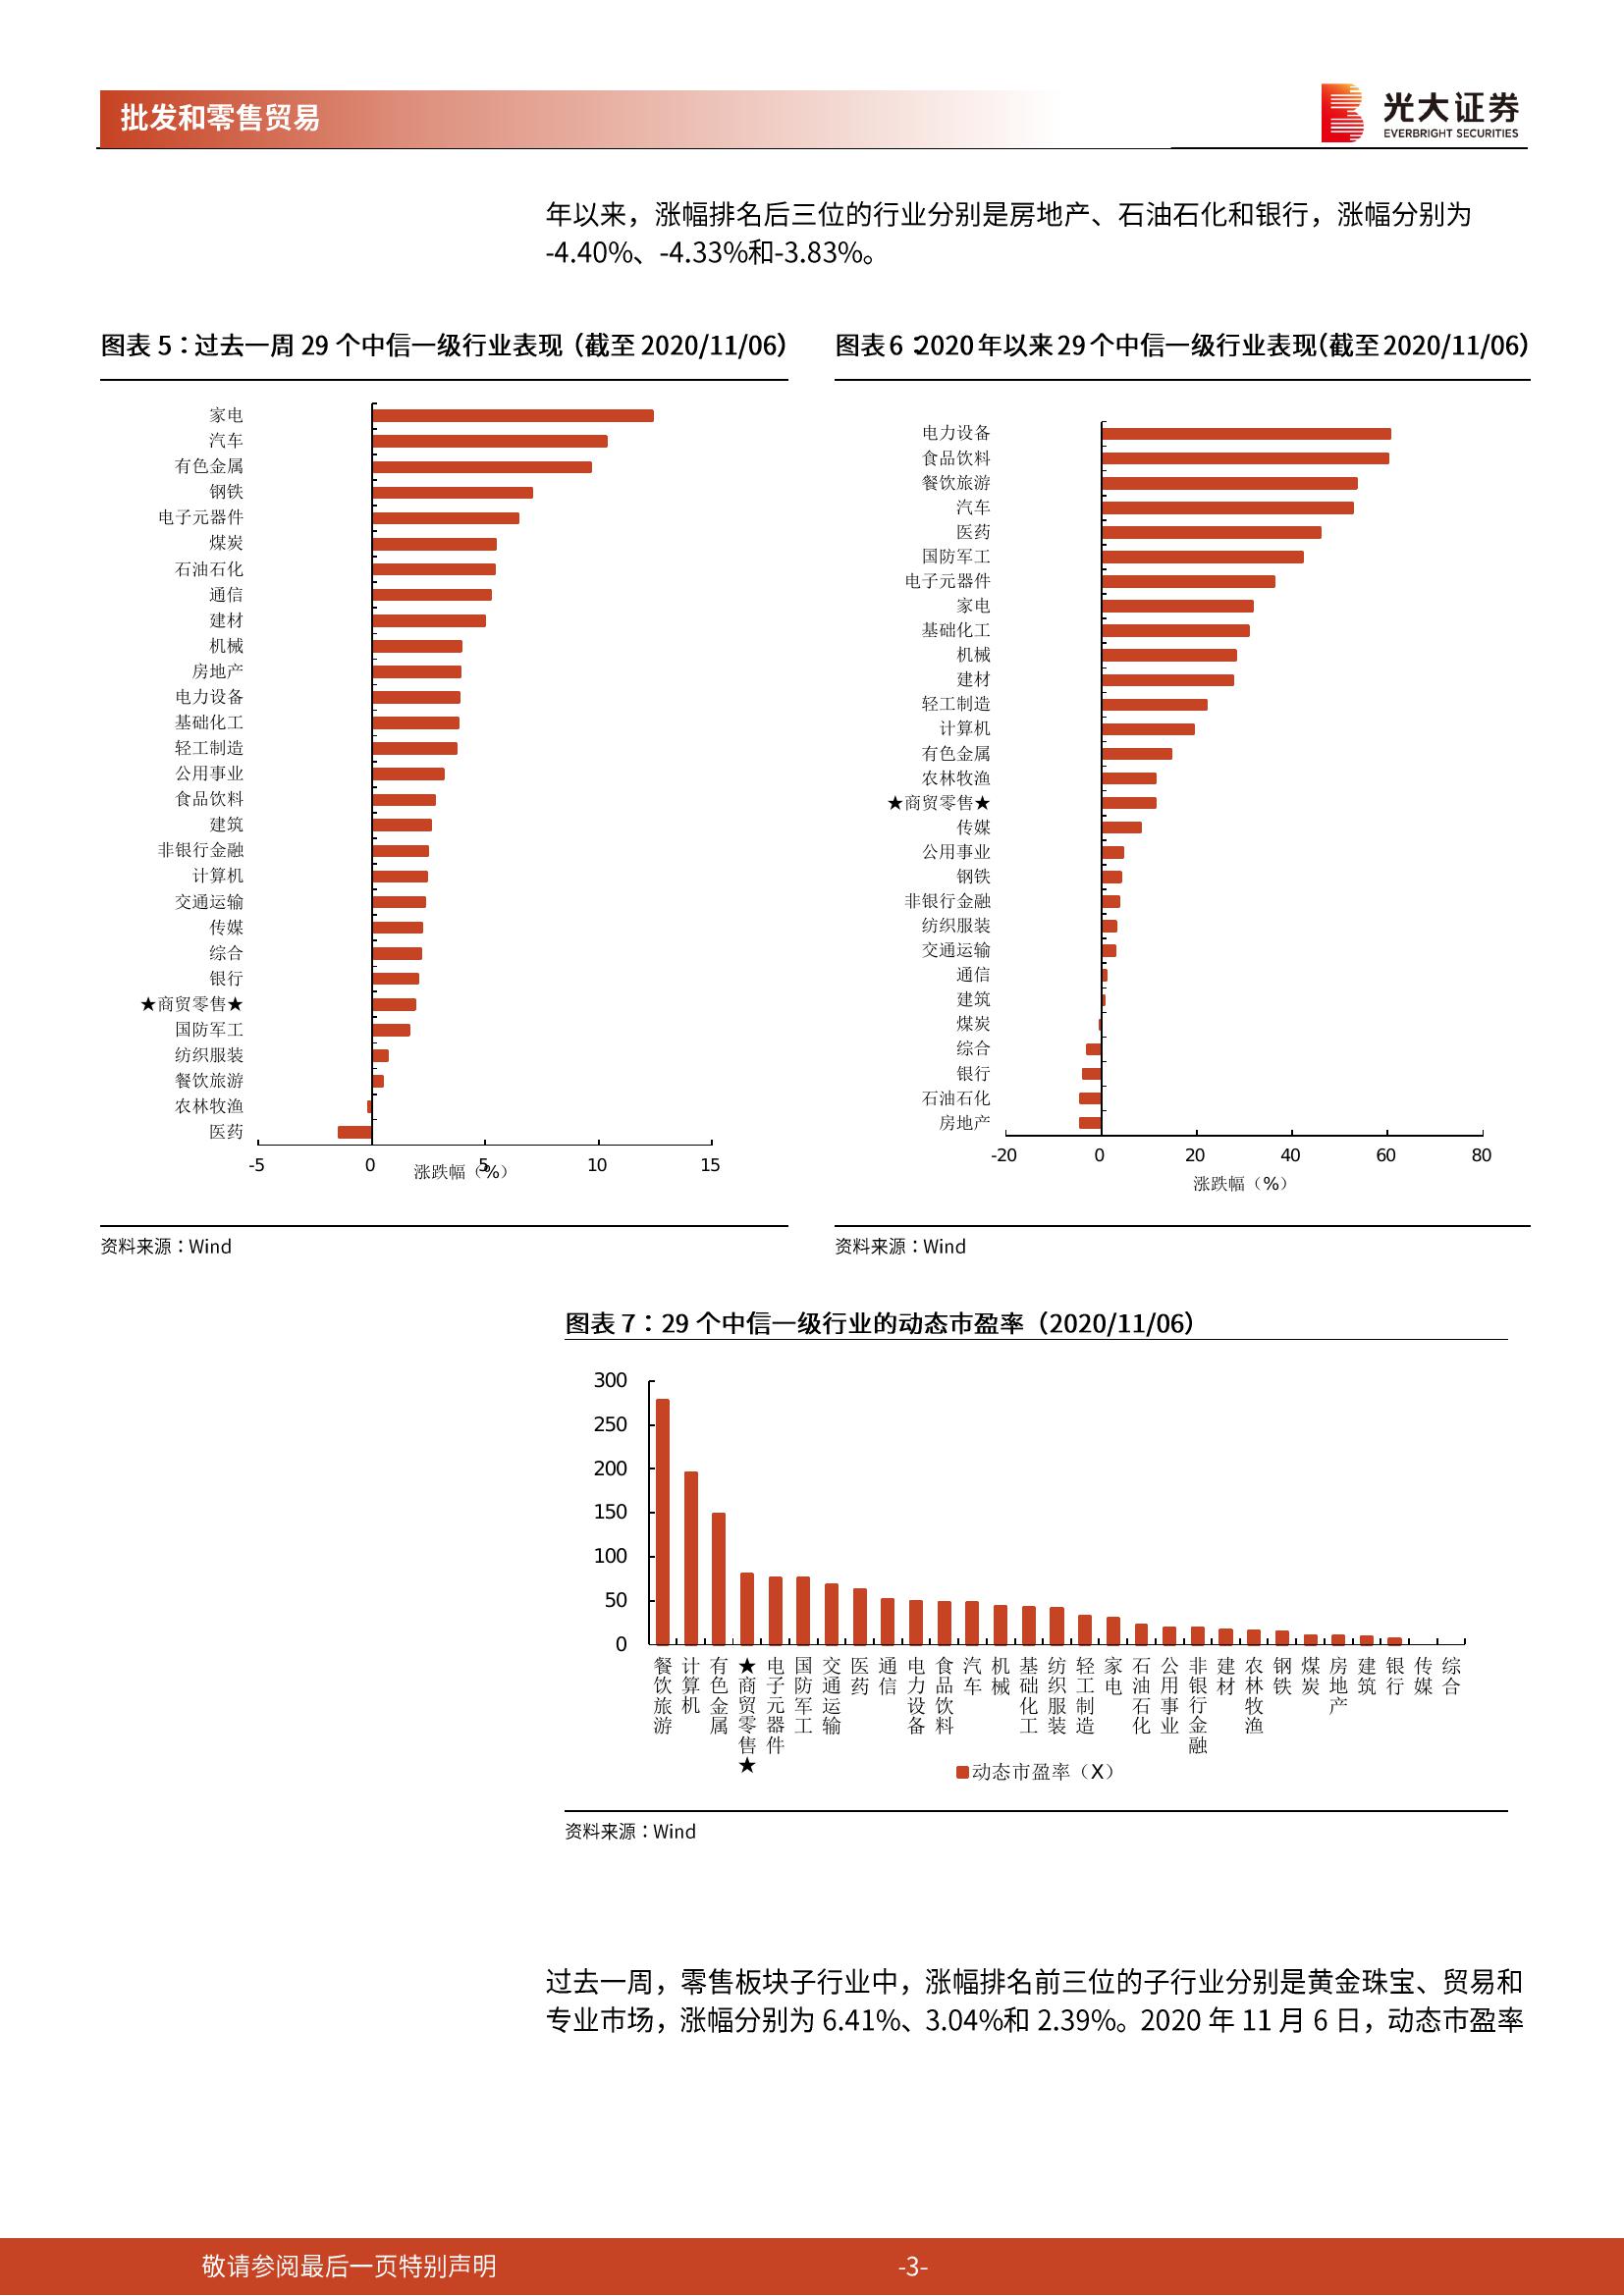 批发和零售贸易
光大证券
EVERBRIGHT SECURITIES
年以来，涨幅排名后三位的行业分别是房地产、石油石化和银行，涨幅分别为
-4.40%、-4.33%和-3.83%。
图表 5：过去一周 29 个中信一级行业表现（截至 2020/11/06）
家电
汽车
有色金属
钢铁
电子元器件
煤炭
石油石化
通信
建材
机械
房地产
电力设备
基础化工
轻工制造
公用事业
食品饮料
建筑
非银行金融
计算机
交通运输
传媒
综合
银行
★商贸零售★
国防军工
纺织服装
餐饮旅游
农林牧渔
医药
-5 0 5 10 15
涨跌幅（%）
资料来源：Wind
图表 6：2020 年以来 29 个中信一级行业表现（截至 2020/11/06）
电力设备
食品饮料
餐饮旅游
汽车
医药
国防军工
电子元器件
家电
基础化工
机械
建材
轻工制造
计算机
有色金属
农林牧渔
★商贸零售★
传媒
公用事业
钢铁
非银行金融
纺织服装
交通运输
通信
建筑
煤炭
综合
银行
石油石化
房地产
-20 0 20 40 60 80
涨跌幅（%）
资料来源：Wind
图表 7：29 个中信一级行业的动态市盈率（2020/11/06）
300
250
200
150
100
50
0
餐饮旅游
计算机
有色金属
★商贸零售★
电子元器件
国防军工
交通运输
医药
通信
电力设备
食品饮料
汽车
机械
基础化工
纺织服装
轻工制造
家电
石油石化
公用事业
非银行金融
建材
农林牧渔
钢铁
煤炭
房地产
建筑
银行
传媒
综合
动态市盈率（X）
资料来源：Wind
过去一周，零售板块子行业中，涨幅排名前三位的子行业分别是黄金珠宝、贸易和
专业市场，涨幅分别为 6.41%、3.04%和 2.39%。2020 年 11 月 6 日，动态市盈率
敬请参阅最后一页特别声明
-3-